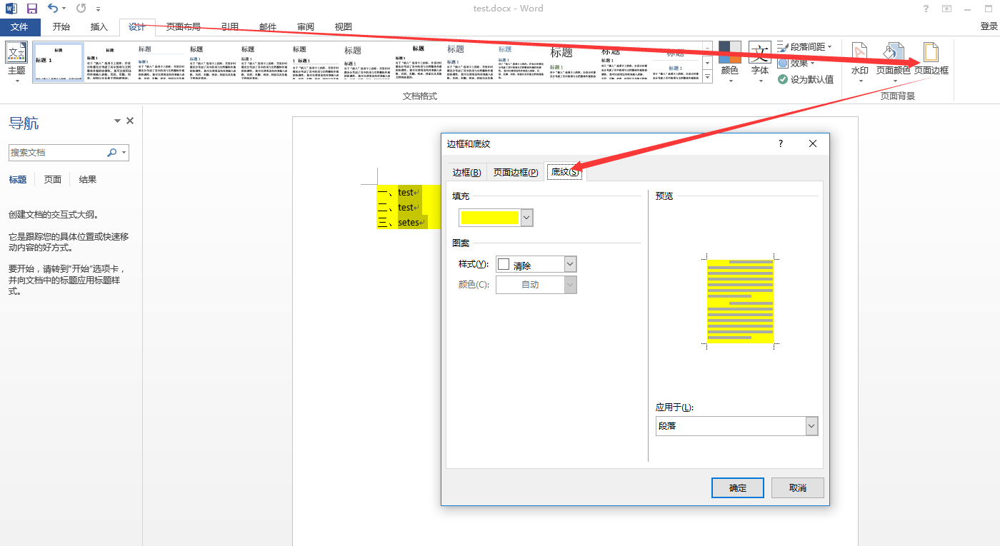 test.docx - Word
文件 开始 插入 设计 页面布局 引用 邮件 审阅 视图 登录
标题 标题 标题 标题 标题 标题 标题 标题 标题 标题 标题 标题 标题
段落间距
效果
设为默认值
主题 颜色 字体 水印 页面颜色 页面边框
文档格式 页面背景
导航
搜索文档
标题 页面 结果
创建文档的交互式大纲。
它是跟踪您的具体位置或快速移
动内容的好方式。
要开始，请转到"开始"选项卡，
并向文档中的标题应用标题样
式。
一、test
二、test
三、setes
边框和底纹
边框(B) 页面边框(P) 底纹(S)
填充
图案
样式(Y): 清除
颜色(C): 自动
预览
应用于(L):
段落
确定 取消